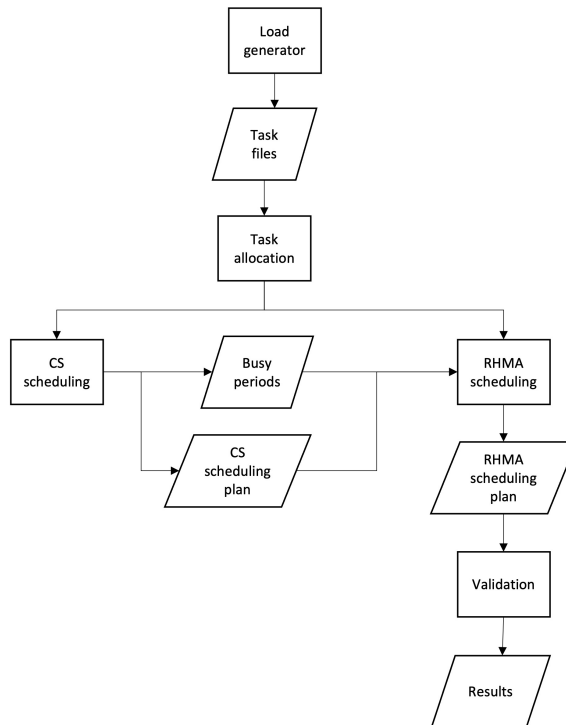 Load
generator
Task
files
Task
allocation
CS
scheduling
Busy
periods
RHMA
scheduling
CS
scheduling
plan
RHMA
scheduling
plan
Validation
Results